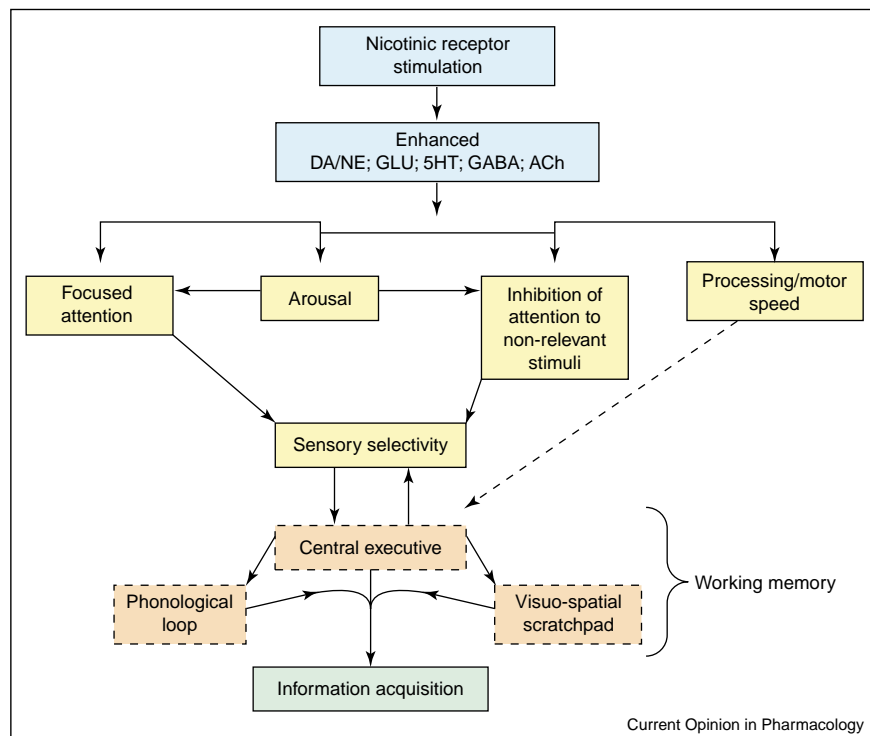 Nicotinic receptor
stimulation
Enhanced
DA/NE; GLU; 5HT; GABA; ACh
Focused
attention
Arousal
Inhibition of
attention to
non-relevant
stimuli
Processing/motor
speed
Sensory selectivity
Central executive
Phonological
loop
Visuo-spatial
scratchpad
Working memory
Information acquisition
Current Opinion in Pharmacology